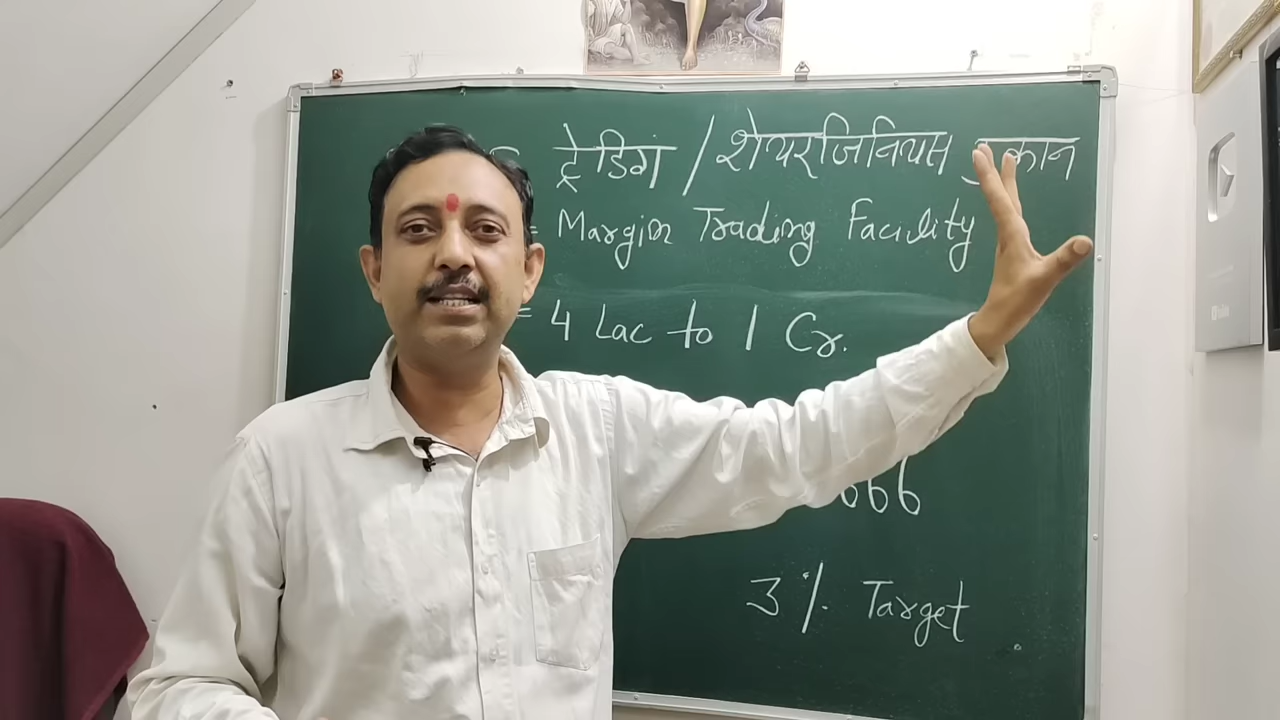 ट्रेडिंग / शेयरजिनियस
= Margin Trading Facility
= 4 Lac to 1 Cr.
666
3% Target